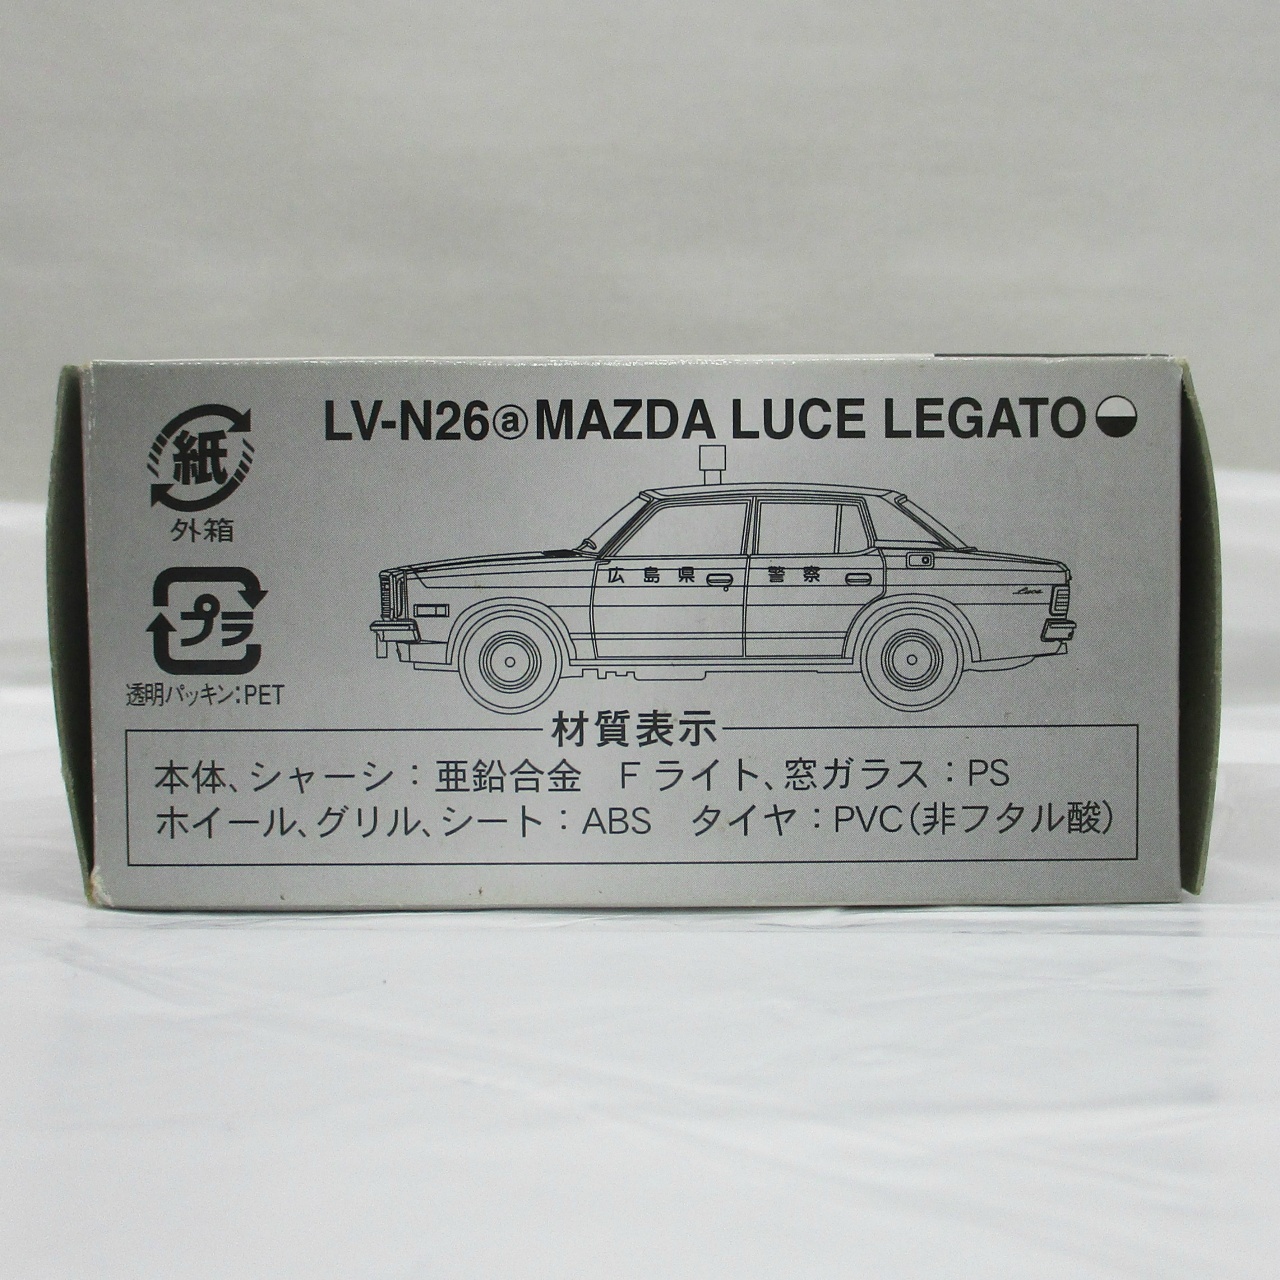 LV-N26ⓐMAZDA LUCE LEGATO
紙
外箱
プラ
透明パッキン:PET
広島県 警察
Luce
材質表示
本体、シャーシ:亜鉛合金 Fライト、窓ガラス:PS
ホイール、グリル、シート:ABS タイヤ:PVC(非フタル酸)